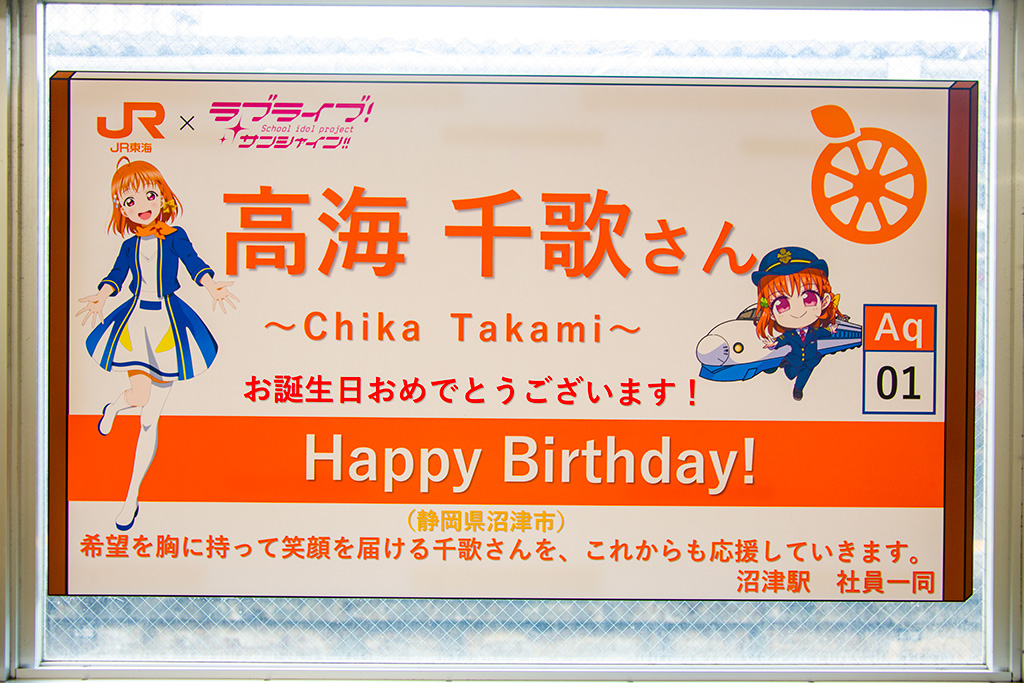 JR × ラブライブ!
School idol project
JR東海 サンシャイン!!
高海 千歌さん
～Chika Takami～
Aq
01
お誕生日おめでとうございます！
Happy Birthday!
（静岡県沼津市）
希望を胸に持って笑顔を届ける千歌さんを、これからも応援していきます。
沼津駅 社員一同